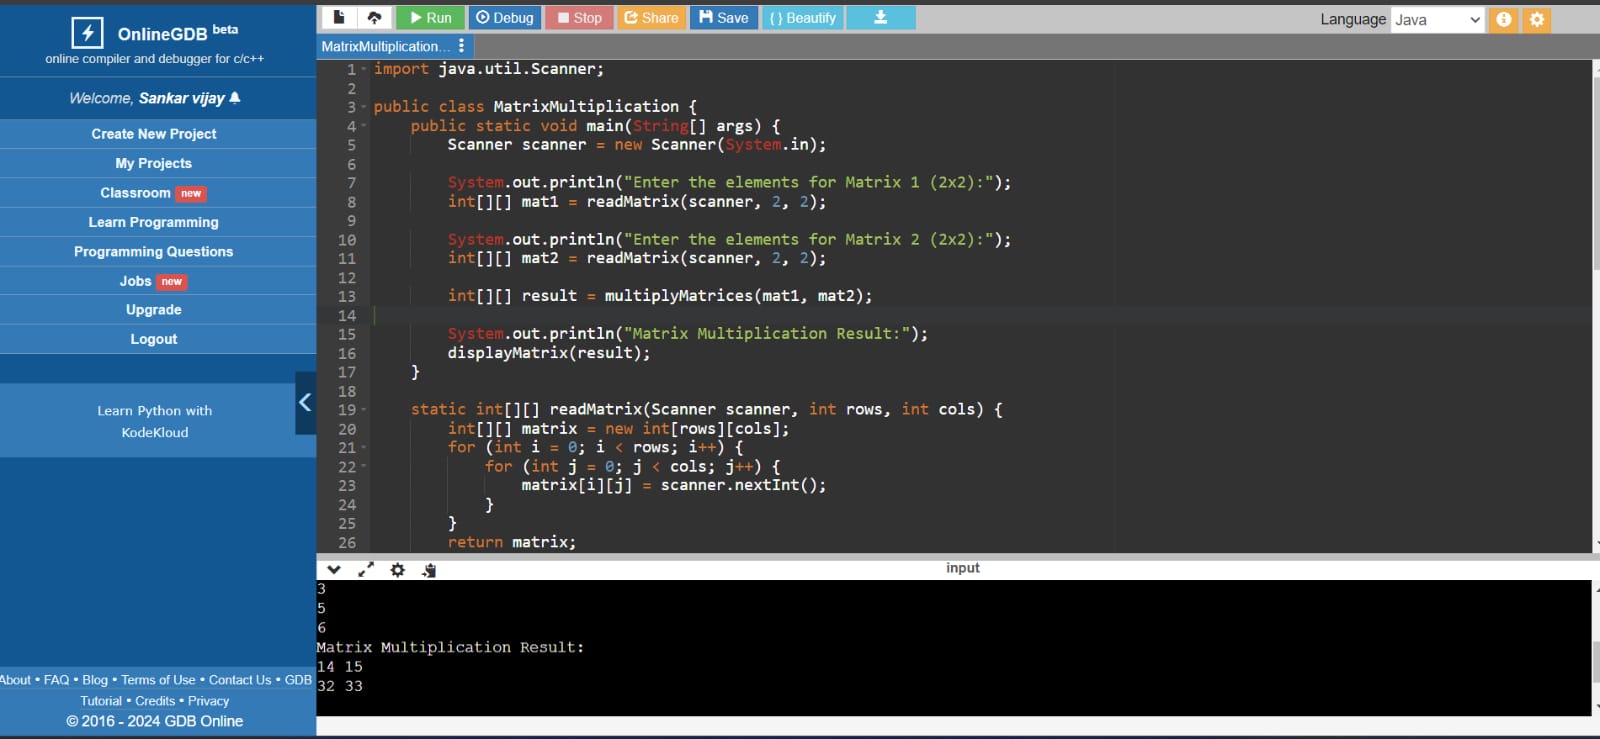 OnlineGDB beta
online compiler and debugger for c/c++
Welcome, Sankar vijay
Create New Project
My Projects
Classroom new
Learn Programming
Programming Questions
Jobs new
Upgrade
Logout
Learn Python with
KodeKloud
About • FAQ • Blog • Terms of Use • Contact Us • GDB
Tutorial • Credits • Privacy
© 2016 - 2024 GDB Online
Run Debug Stop Share Save { } Beautify
Language Java
MatrixMultiplication...
1 import java.util.Scanner;
2
3 public class MatrixMultiplication {
4 public static void main(String[] args) {
5 Scanner scanner = new Scanner(System.in);
6
7 System.out.println("Enter the elements for Matrix 1 (2x2):");
8 int[][] mat1 = readMatrix(scanner, 2, 2);
9
10 System.out.println("Enter the elements for Matrix 2 (2x2):");
11 int[][] mat2 = readMatrix(scanner, 2, 2);
12
13 int[][] result = multiplyMatrices(mat1, mat2);
14
15 System.out.println("Matrix Multiplication Result:");
16 displayMatrix(result);
17 }
18
19 static int[][] readMatrix(Scanner scanner, int rows, int cols) {
20 int[][] matrix = new int[rows][cols];
21 for (int i = 0; i < rows; i++) {
22 for (int j = 0; j < cols; j++) {
23 matrix[i][j] = scanner.nextInt();
24 }
25 }
26 return matrix;
input
3
5
6
Matrix Multiplication Result:
14 15
32 33